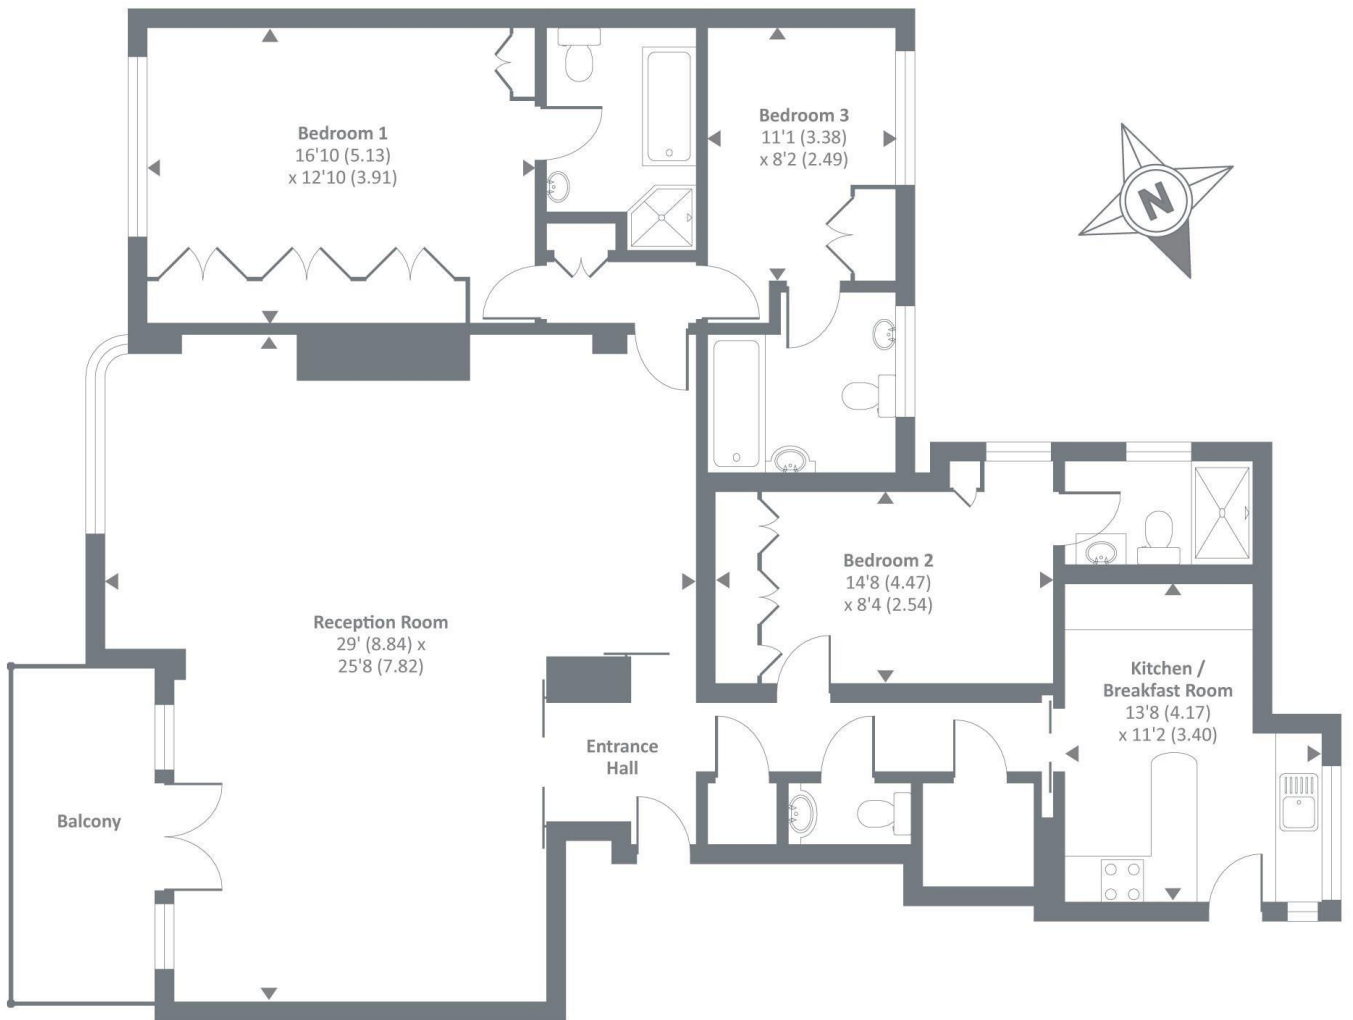 Bedroom 1
16'10 (5.13)
x 12'10 (3.91)
Bedroom 3
11'1 (3.38)
x 8'2 (2.49)
N
Bedroom 2
14'8 (4.47)
x 8'4 (2.54)
Reception Room
29' (8.84) x
25'8 (7.82)
Kitchen /
Breakfast Room
13'8 (4.17)
x 11'2 (3.40)
Entrance
Hall
Balcony